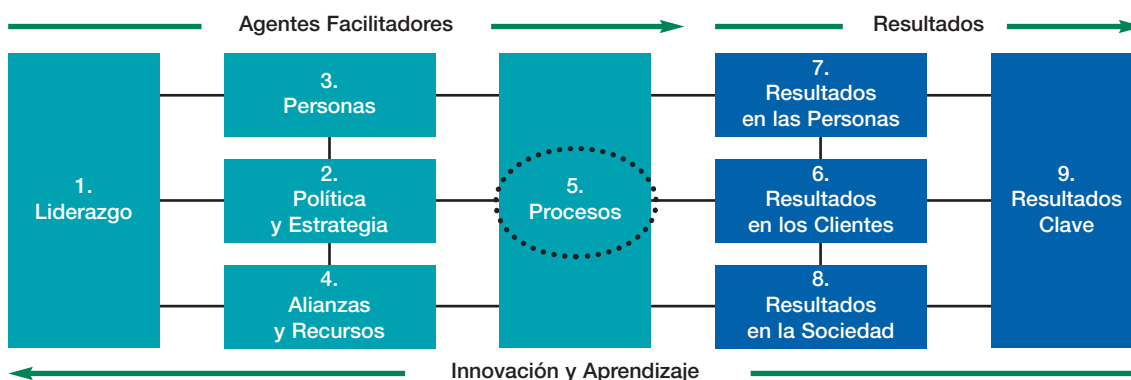 Agentes Facilitadores
Resultados
1.
Liderazgo
3.
Personas
2.
Política
y Estrategia
4.
Alianzas
y Recursos
5.
Procesos
7.
Resultados
en las Personas
6.
Resultados
en los Clientes
8.
Resultados
en la Sociedad
9.
Resultados
Clave
Innovación y Aprendizaje